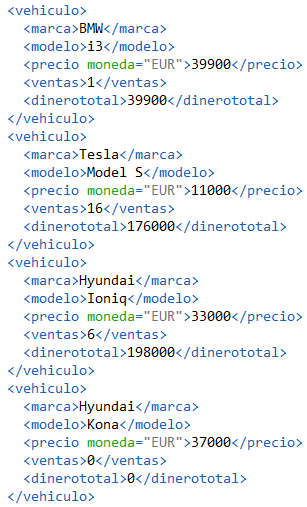 <vehiculo>
  <marca>BMW</marca>
  <modelo>i3</modelo>
  <precio moneda="EUR">39900</precio>
  <ventas>1</ventas>
  <dinerototal>39900</dinerototal>
</vehiculo>
<vehiculo>
  <marca>Tesla</marca>
  <modelo>Model S</modelo>
  <precio moneda="EUR">11000</precio>
  <ventas>16</ventas>
  <dinerototal>176000</dinerototal>
</vehiculo>
<vehiculo>
  <marca>Hyundai</marca>
  <modelo>Ioniq</modelo>
  <precio moneda="EUR">33000</precio>
  <ventas>6</ventas>
  <dinerototal>198000</dinerototal>
</vehiculo>
<vehiculo>
  <marca>Hyundai</marca>
  <modelo>Kona</modelo>
  <precio moneda="EUR">37000</precio>
  <ventas>0</ventas>
  <dinerototal>0</dinerototal>
</vehiculo>